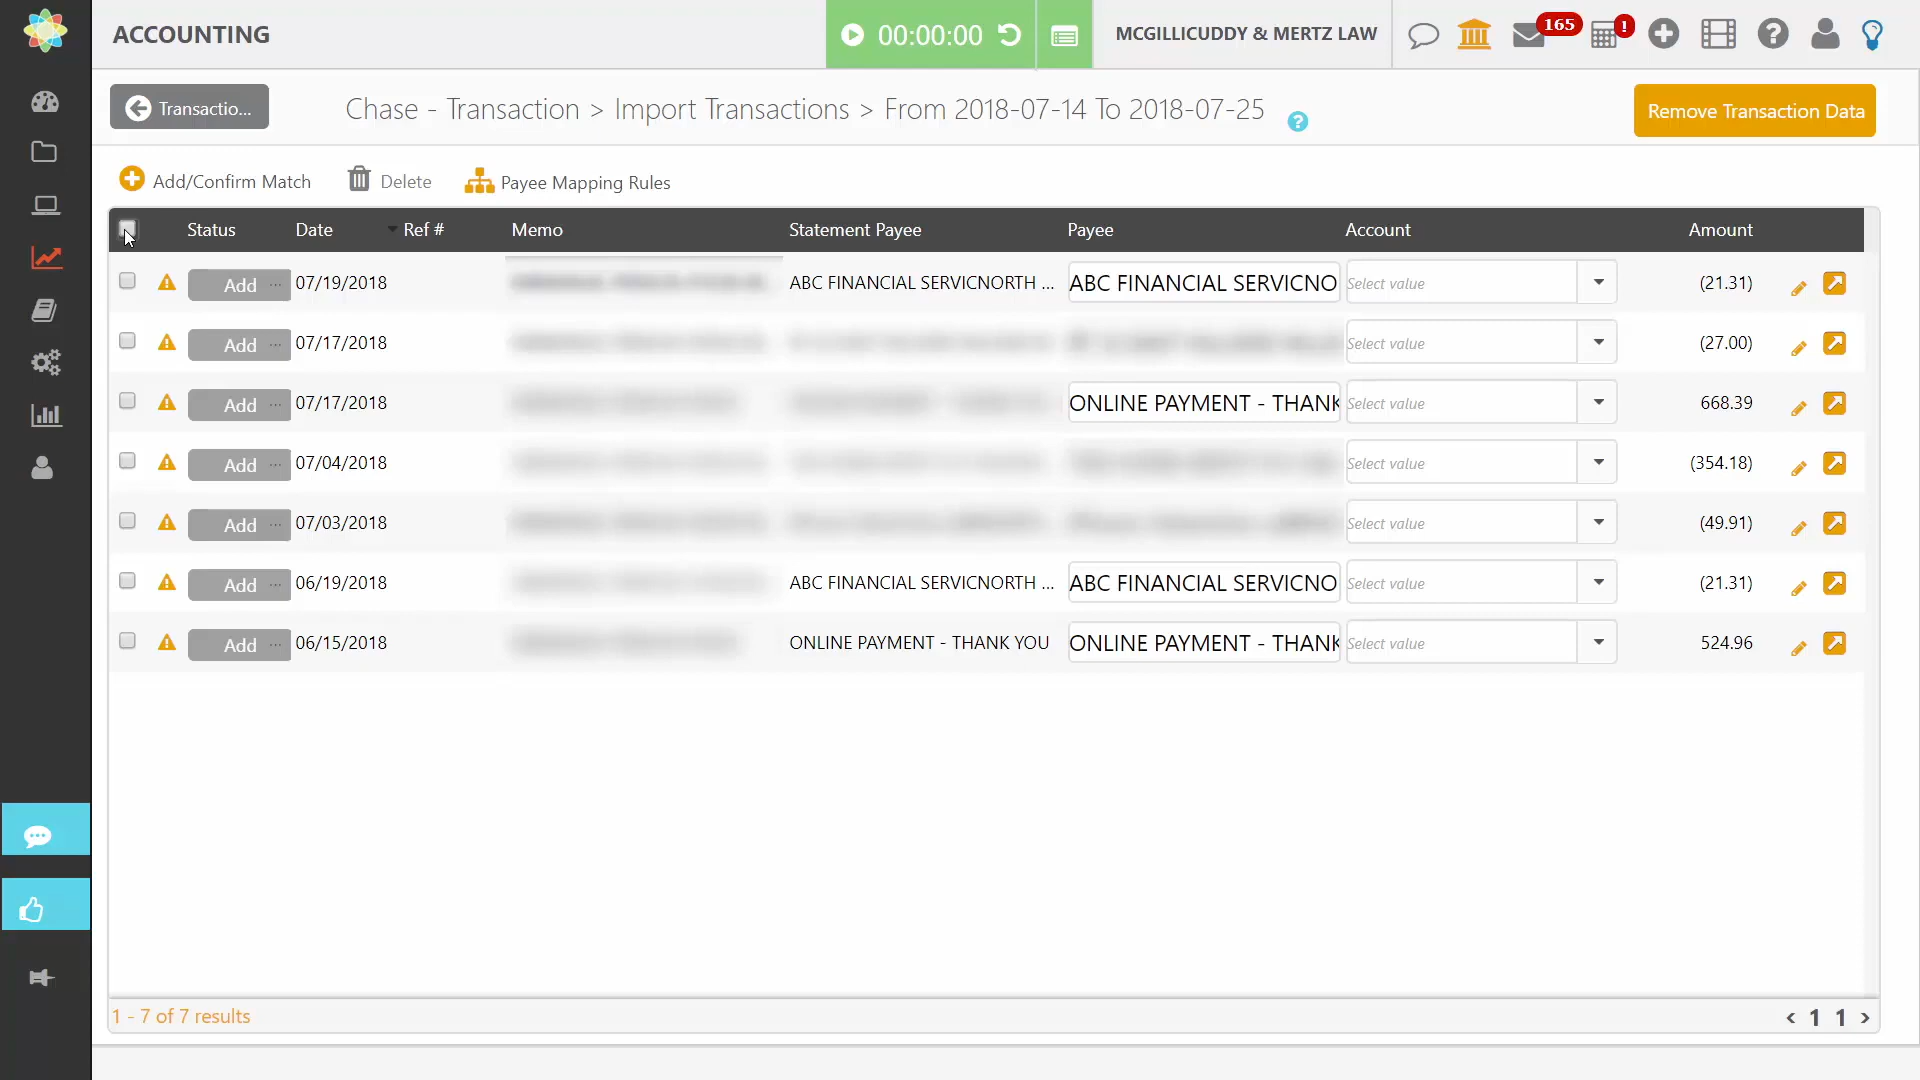 ACCOUNTING
00:00:00
MCGILLICUDDY & MERTZ LAW
165
!
Transactio...
Chase - Transaction > Import Transactions > From 2018-07-14 To 2018-07-25
Remove Transaction Data
Add/Confirm Match
Delete
Payee Mapping Rules
Status Date Ref # Memo Statement Payee Payee Account Amount
Add ... 07/19/2018 ABC FINANCIAL SERVICNORTH ... ABC FINANCIAL SERVICNO Select value (21.31)
Add ... 07/17/2018 Select value (27.00)
Add ... 07/17/2018 ONLINE PAYMENT - THANK Select value 668.39
Add ... 07/04/2018 Select value (354.18)
Add ... 07/03/2018 Select value (49.91)
Add ... 06/19/2018 ABC FINANCIAL SERVICNORTH ... ABC FINANCIAL SERVICNO Select value (21.31)
Add ... 06/15/2018 ONLINE PAYMENT - THANK YOU ONLINE PAYMENT - THANK Select value 524.96
1 - 7 of 7 results
< 1 1 >